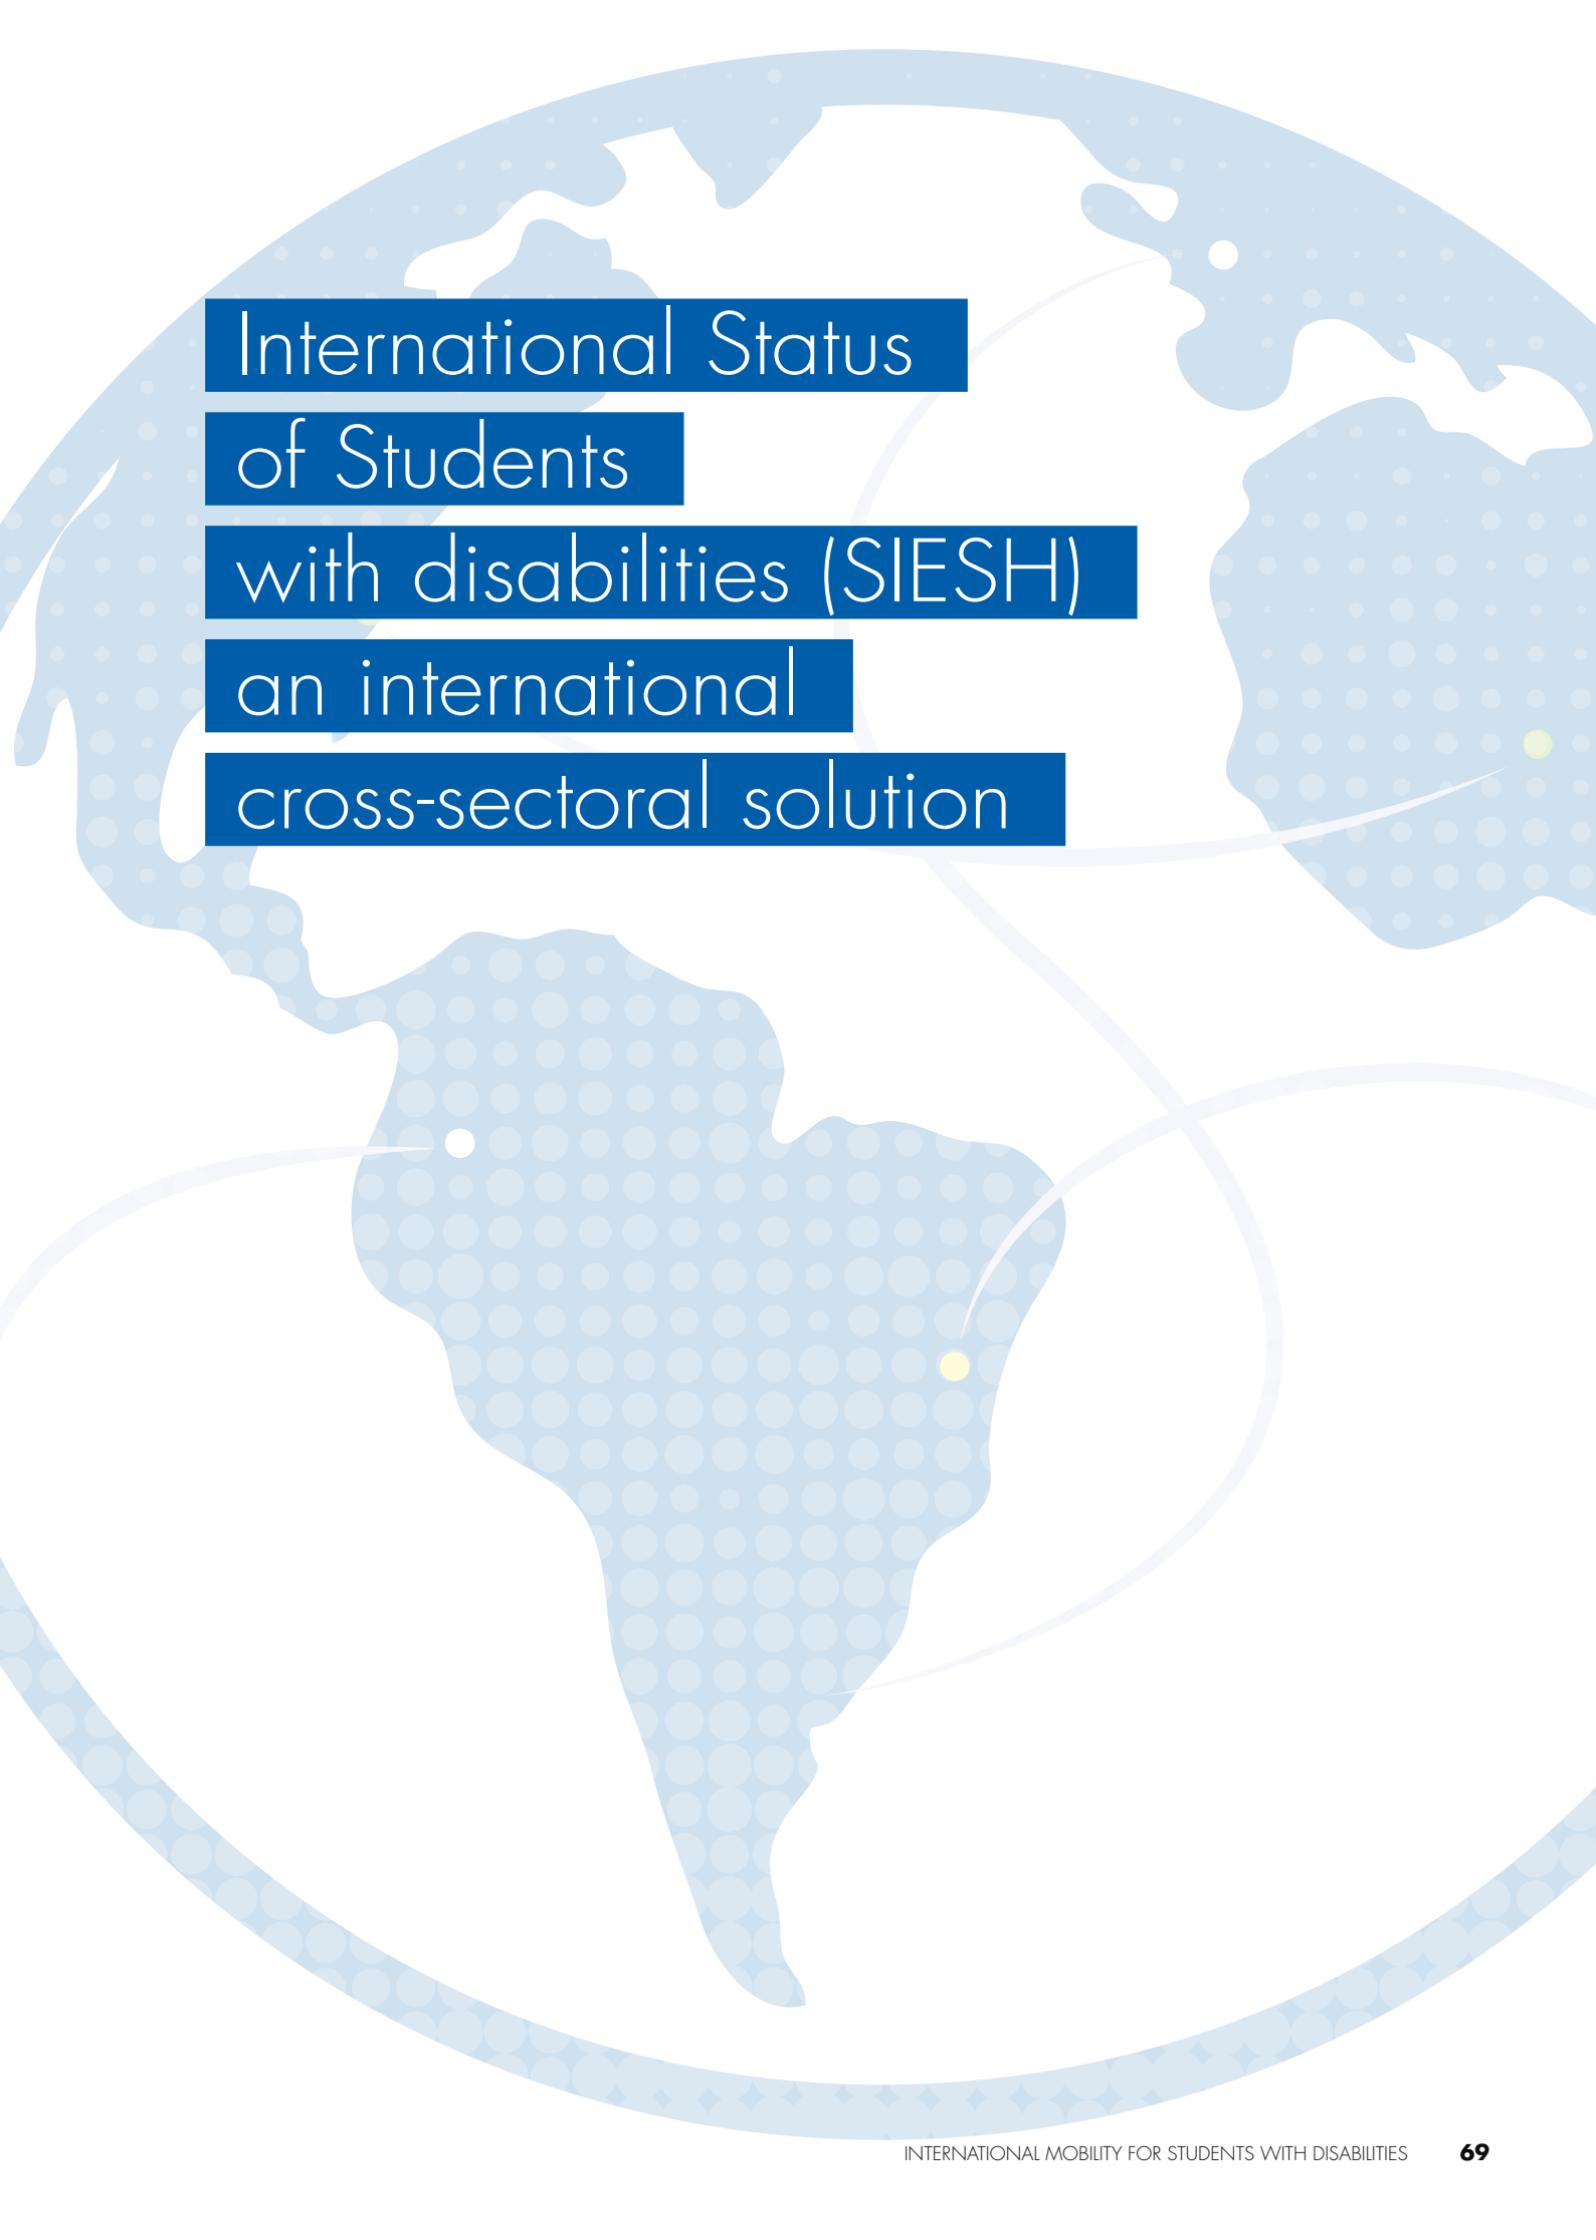 International Status
of Students
with disabilities (SIESH)
an international
cross-sectoral solution
INTERNATIONAL MOBILITY FOR STUDENTS WITH DISABILITIES 69